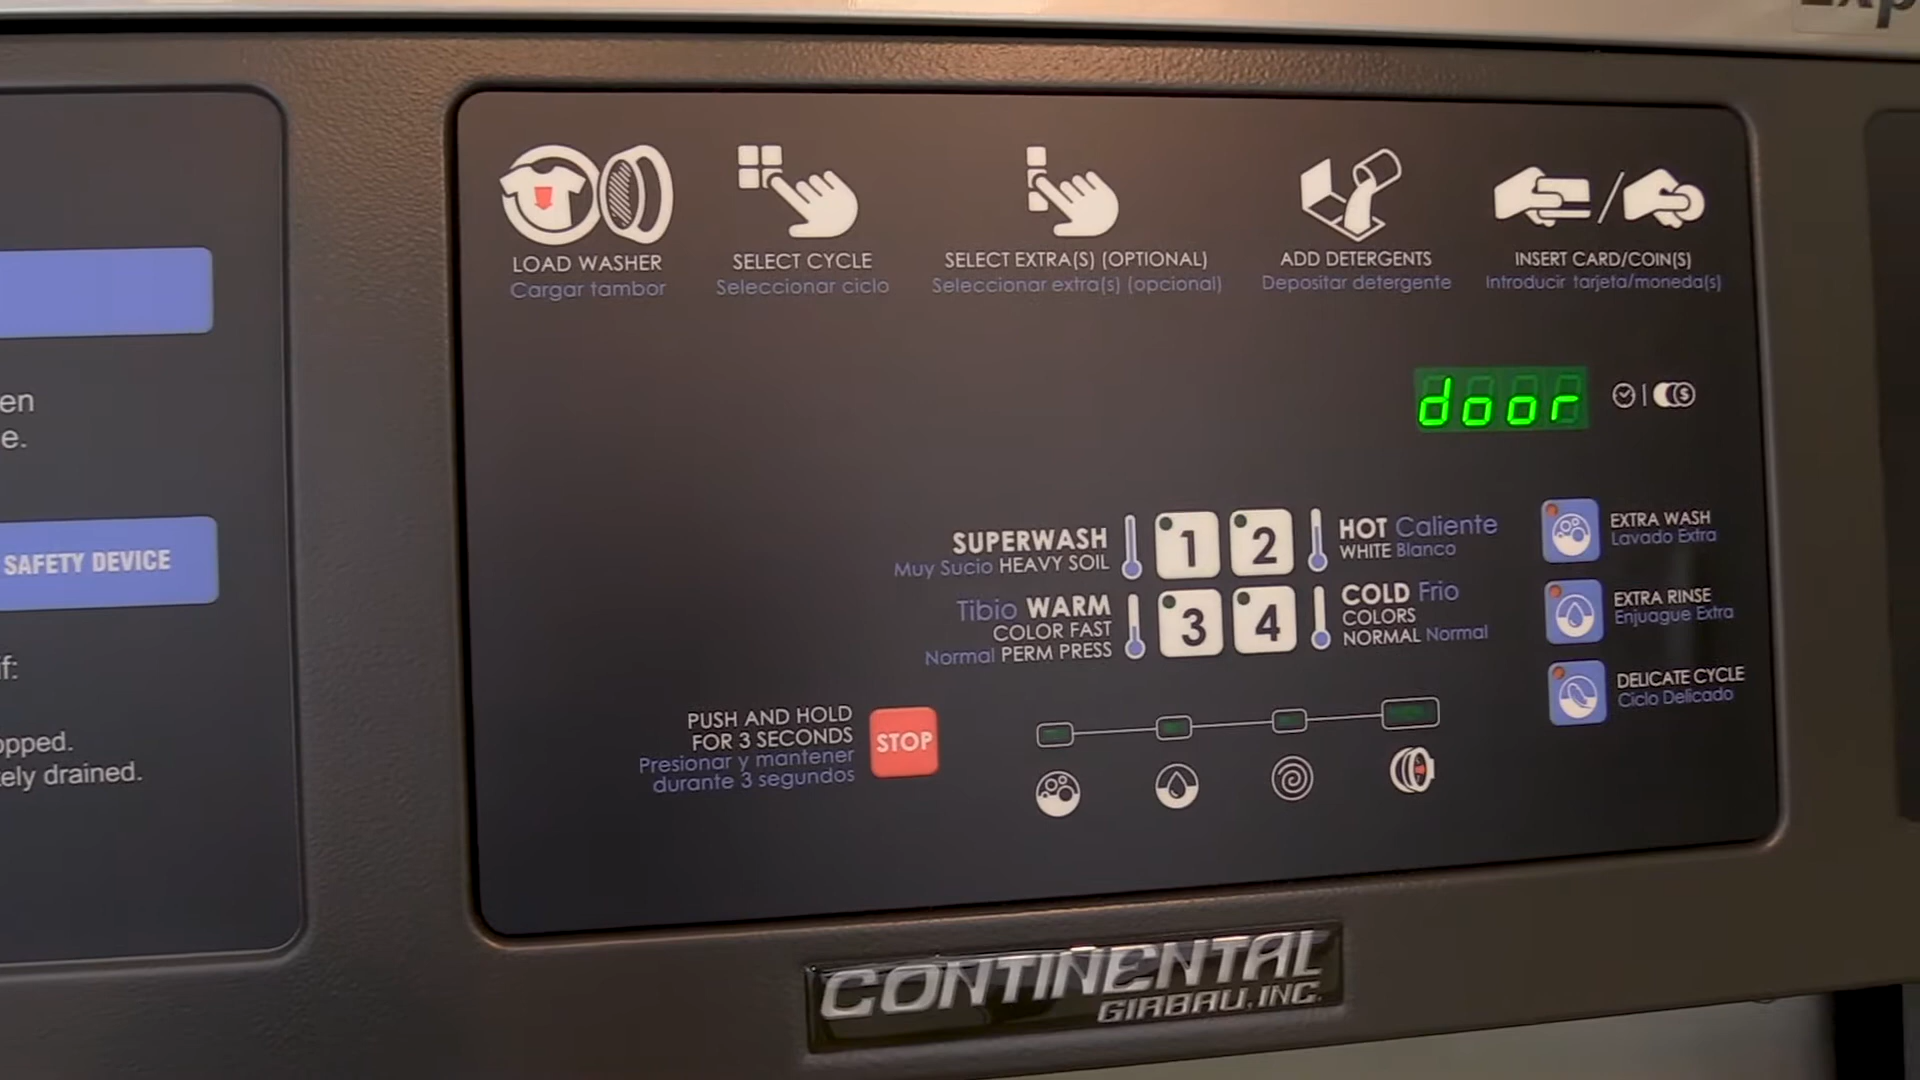 en
e.
SAFETY DEVICE
if:
opped.
ely drained.
LOAD WASHER
Cargar tambor
SELECT CYCLE
Seleccionar ciclo
SELECT EXTRA(S) (OPTIONAL)
Seleccionar extra(s) (opcional)
ADD DETERGENTS
Depositar detergente
INSERT CARD/COIN(S)
Introducir tarjeta/moneda(s)
door
$
SUPERWASH
Muy Sucio HEAVY SOIL
1
2
HOT Caliente
WHITE Blanco
Tibio WARM
COLOR FAST
Normal PERM PRESS
3
4
COLD Frio
COLORS
NORMAL Normal
EXTRA WASH
Lavado Extra
EXTRA RINSE
Enjuague Extra
DELICATE CYCLE
Ciclo Delicado
PUSH AND HOLD
FOR 3 SECONDS
Presionar y mantener
durante 3 segundos
STOP
CONTINENTAL
GIRBAU, INC.